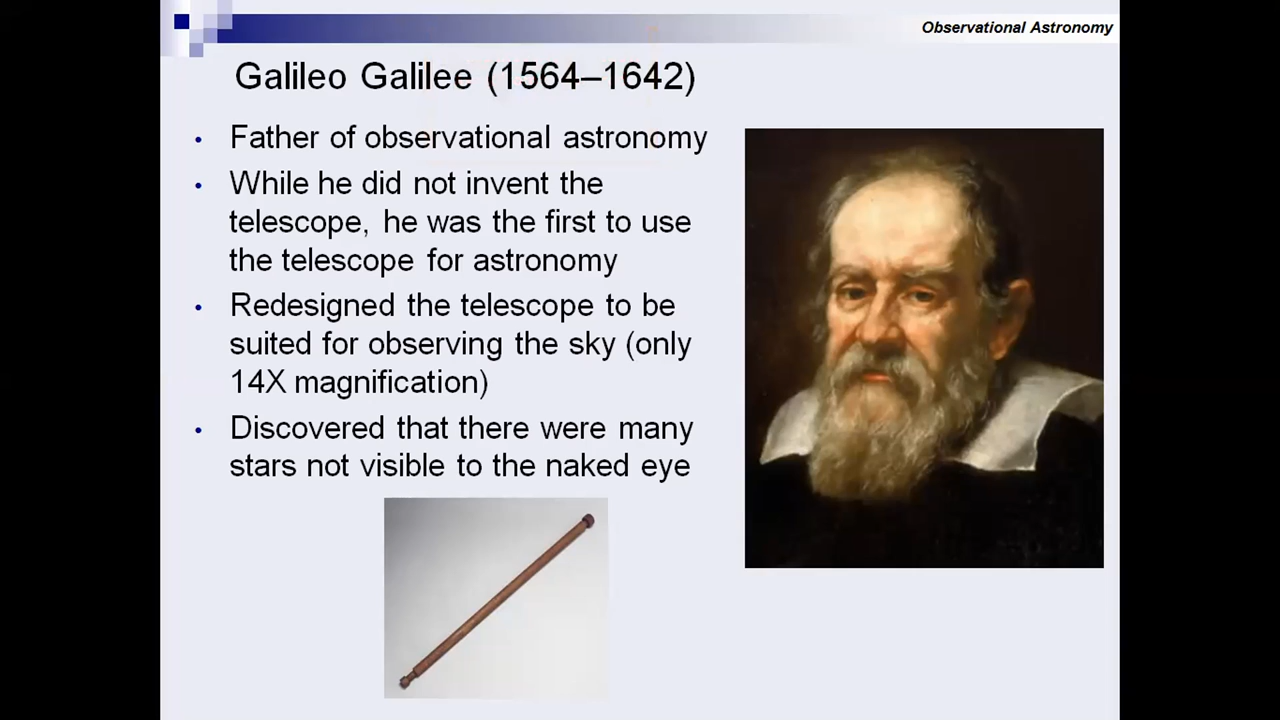 Observational Astronomy
Galileo Galilee (1564–1642)
• Father of observational astronomy
• While he did not invent the
telescope, he was the first to use
the telescope for astronomy
• Redesigned the telescope to be
suited for observing the sky (only
14X magnification)
• Discovered that there were many
stars not visible to the naked eye